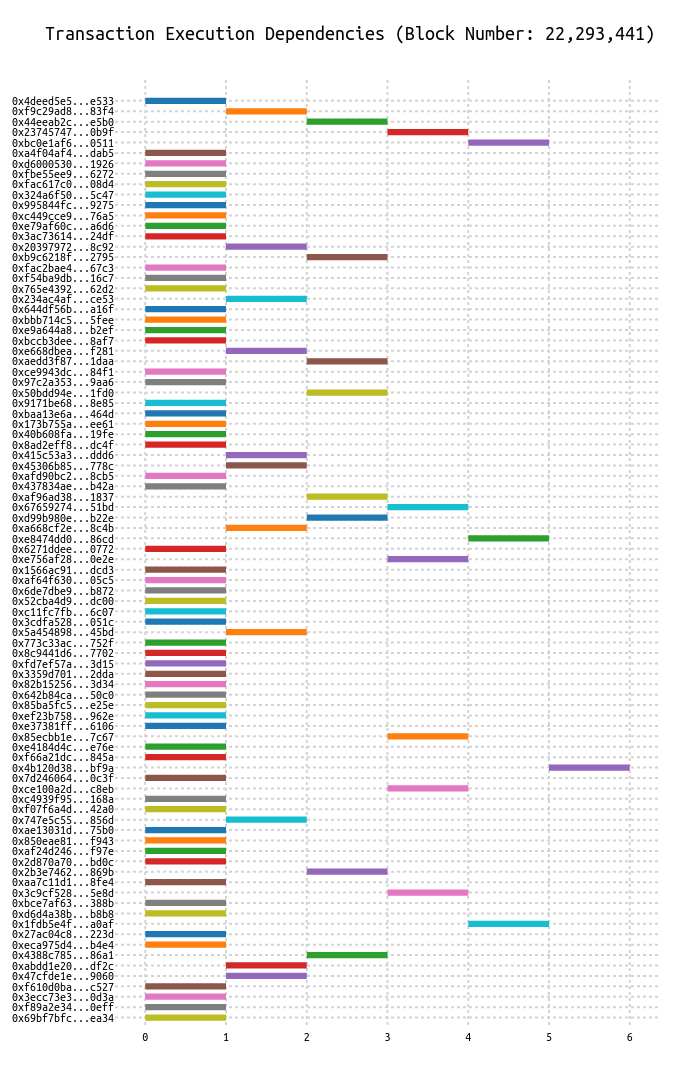 Transaction Execution Dependencies (Block Number: 22,293,441)
0x4deed5e5...e533
0xf9c29ad8...83f4
0x44eeab2c...e5b0
0x23745747...0b9f
0xbc0e1af6...0511
0xa4f04af4...dab5
0xd6000530...1926
0xfbe55ee9...6272
0xfac617c0...08d4
0x324a6f50...5c47
0x995844fc...9275
0xc449cce9...76a5
0xe79af60c...a6d6
0x3ac73614...24df
0x20397972...8c92
0xb9c6218f...2795
0xfac2bae4...67c3
0xf54ba9db...16c7
0x765e4392...62d2
0x234ac4af...ce53
0x644df56b...a16f
0xbbb714c5...5fee
0xe9a644a8...b2ef
0xbccb3dee...8af7
0xe668dbea...f281
0xaedd3f87...1daa
0xce9943dc...84f1
0x97c2a353...9aa6
0x50bdd94e...1fd0
0x9171be68...8e85
0xbaa13e6a...464d
0x173b755a...ee61
0x40b608fa...19fe
0x8ad2eff8...dc4f
0x415c53a3...ddd6
0x45306b85...778c
0xafd90bc2...8cb5
0x437834ae...b42a
0xaf96ad38...1837
0x67659274...51bd
0xd99b980e...b22e
0xa668cf2e...8c4b
0xe8474dd0...86cd
0x6271ddee...0772
0xe756af28...0e2e
0x1566ac91...dcd3
0xaf64f630...05c5
0x6de7dbe9...b872
0x52cba4d9...dc00
0xc11fc7fb...6c07
0x3cdfa528...051c
0x5a454898...45bd
0x773c33ac...752f
0x8c9441d6...7702
0xfd7ef57a...3d15
0x3359d701...2dda
0x82b15256...3d34
0x642b84ca...50c0
0x85ba5fc5...e25e
0xef23b758...962e
0xe37381ff...6106
0x85ecbb1e...7c67
0xe4184d4c...e76e
0xf66a21dc...845a
0x4b120d38...bf9a
0x7d246064...0c3f
0xce100a2d...c8eb
0xc4939f95...168a
0xf07f6a4d...42a0
0x747e5c55...856d
0xae13031d...75b0
0x850eae81...f943
0xaf24d246...f97e
0x2d870a70...bd0c
0x2b3e7462...869b
0xaa7c11d1...8fe4
0x3c9cf528...5e8d
0xbce7af63...388b
0xd6d4a38b...b8b8
0x1fdb5e4f...a0af
0x27ac04c8...223d
0xeca975d4...b4e4
0x4388c785...86a1
0xabdd1e20...df2c
0x47cfde1e...9060
0xf610d0ba...c527
0x3ecc73e3...0d3a
0xf89a2e34...0eff
0x69bf7bfc...ea34
0 1 2 3 4 5 6